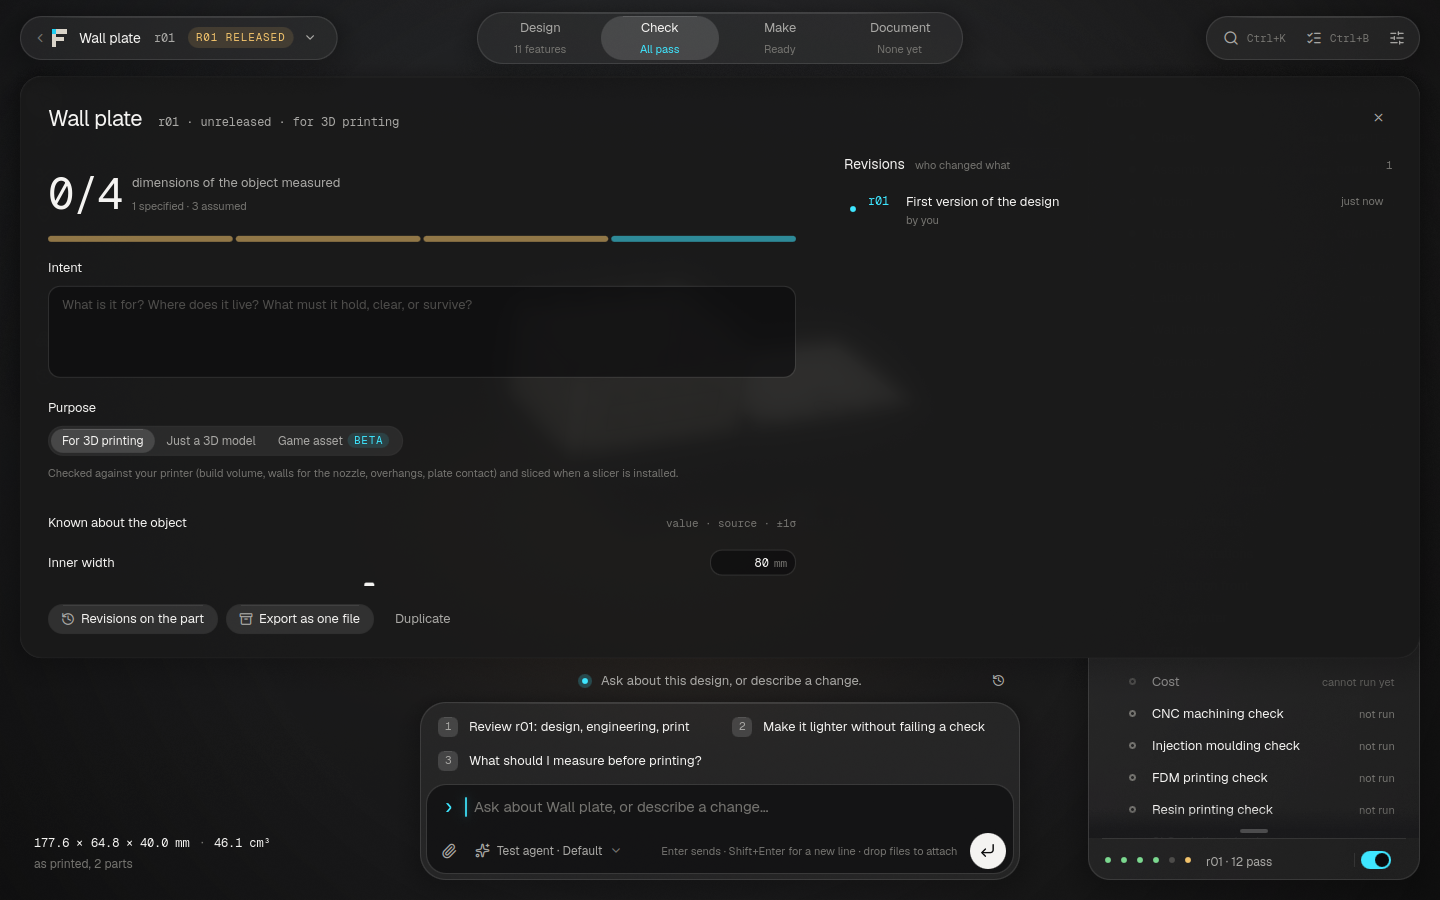 Wall plate r01 R01 RELEASED
Design
11 features
Check
All pass
Make
Ready
Document
None yet
Ctrl+K Ctrl+B
Wall plate r01 · unreleased · for 3D printing
0/4 dimensions of the object measured
1 specified · 3 assumed
Intent
What is it for? Where does it live? What must it hold, clear, or survive?
Purpose
For 3D printing Just a 3D model Game asset BETA
Checked against your printer (build volume, walls for the nozzle, overhangs, plate contact) and sliced when a slicer is installed.
Known about the object value · source · ±1σ
Inner width 80 mm
Revisions on the part Export as one file Duplicate
Revisions who changed what 1
r01 First version of the design just now
by you
Ask about this design, or describe a change.
1 Review r01: design, engineering, print
2 Make it lighter without failing a check
3 What should I measure before printing?
Ask about Wall plate, or describe a change...
Test agent · Default Enter sends · Shift+Enter for a new line · drop files to attach
177.6 × 64.8 × 40.0 mm · 46.1 cm³
as printed, 2 parts
Cost cannot run yet
CNC machining check not run
Injection moulding check not run
FDM printing check not run
Resin printing check not run
r01 · 12 pass